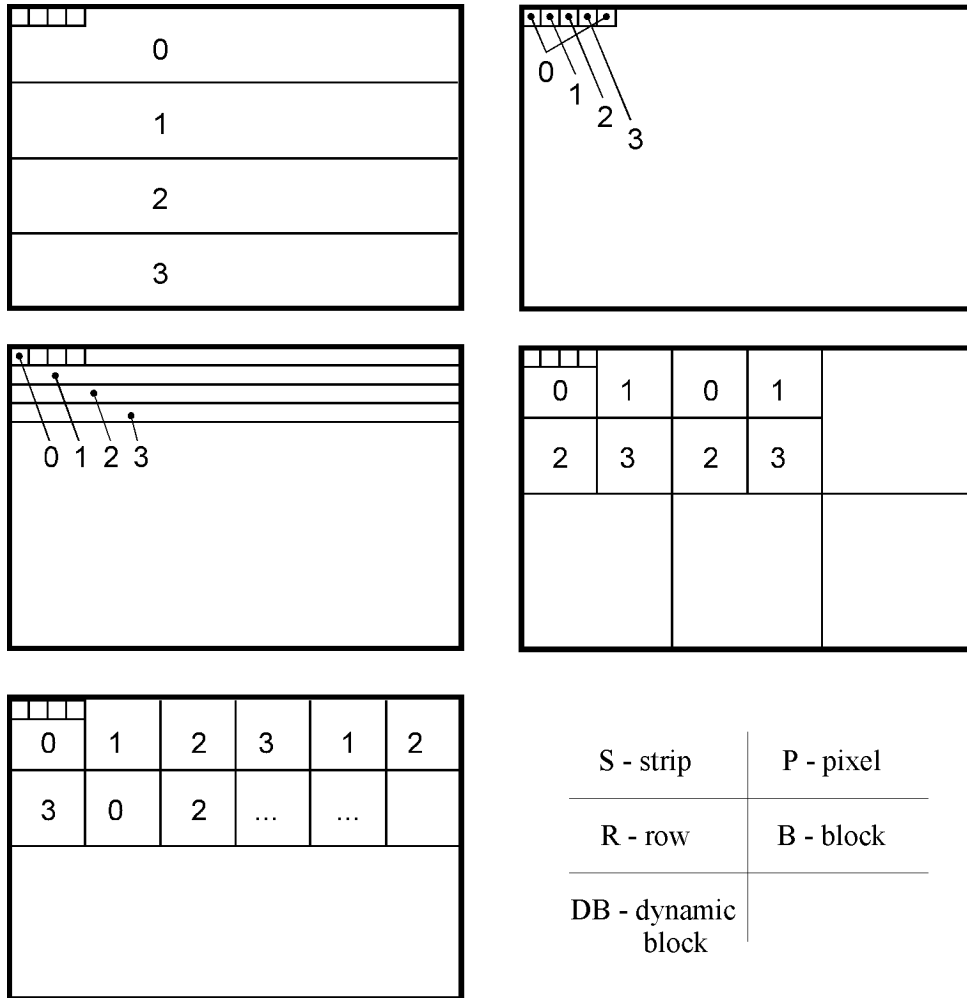 0
1
2
3
0
1
2
3
0 1 2 3
0 1 0 1
2 3 2 3
0 1 2 3 1 2
3 0 2 ... ...
S - strip P - pixel
R - row B - block
DB - dynamic
block